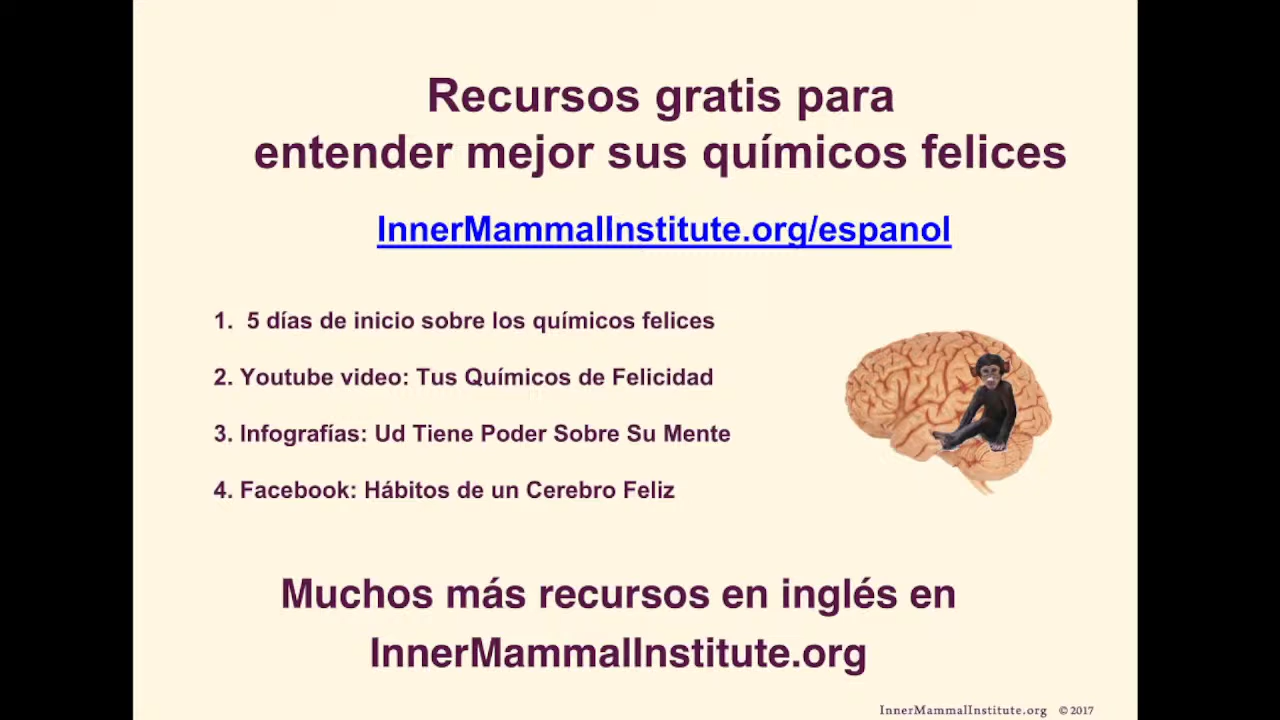 Recursos gratis para
entender mejor sus químicos felices
InnerMammalInstitute.org/espanol
1. 5 días de inicio sobre los químicos felices
2. Youtube video: Tus Químicos de Felicidad
3. Infografías: Ud Tiene Poder Sobre Su Mente
4. Facebook: Hábitos de un Cerebro Feliz
Muchos más recursos en inglés en
InnerMammalInstitute.org
InnerMammalInstitute.org © 2017